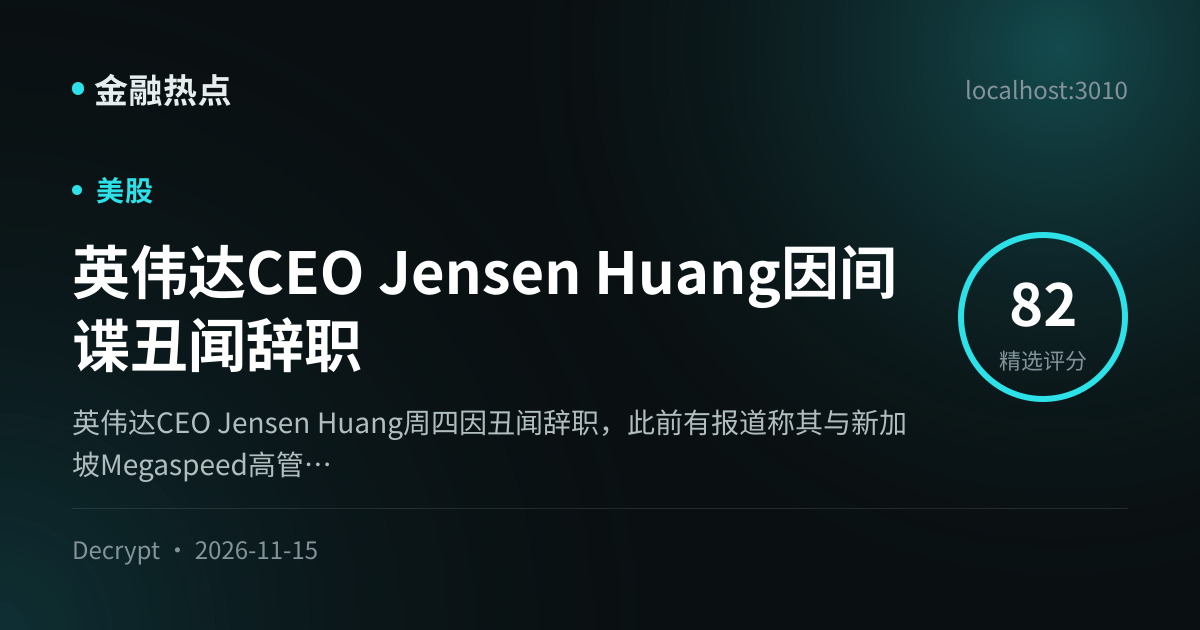 金融热点
localhost:3010
美股
英伟达CEO Jensen Huang因间
谍丑闻辞职
82
精选评分
英伟达CEO Jensen Huang周四因丑闻辞职，此前有报道称其与新加
坡Megaspeed高管…
Decrypt · 2026-11-15